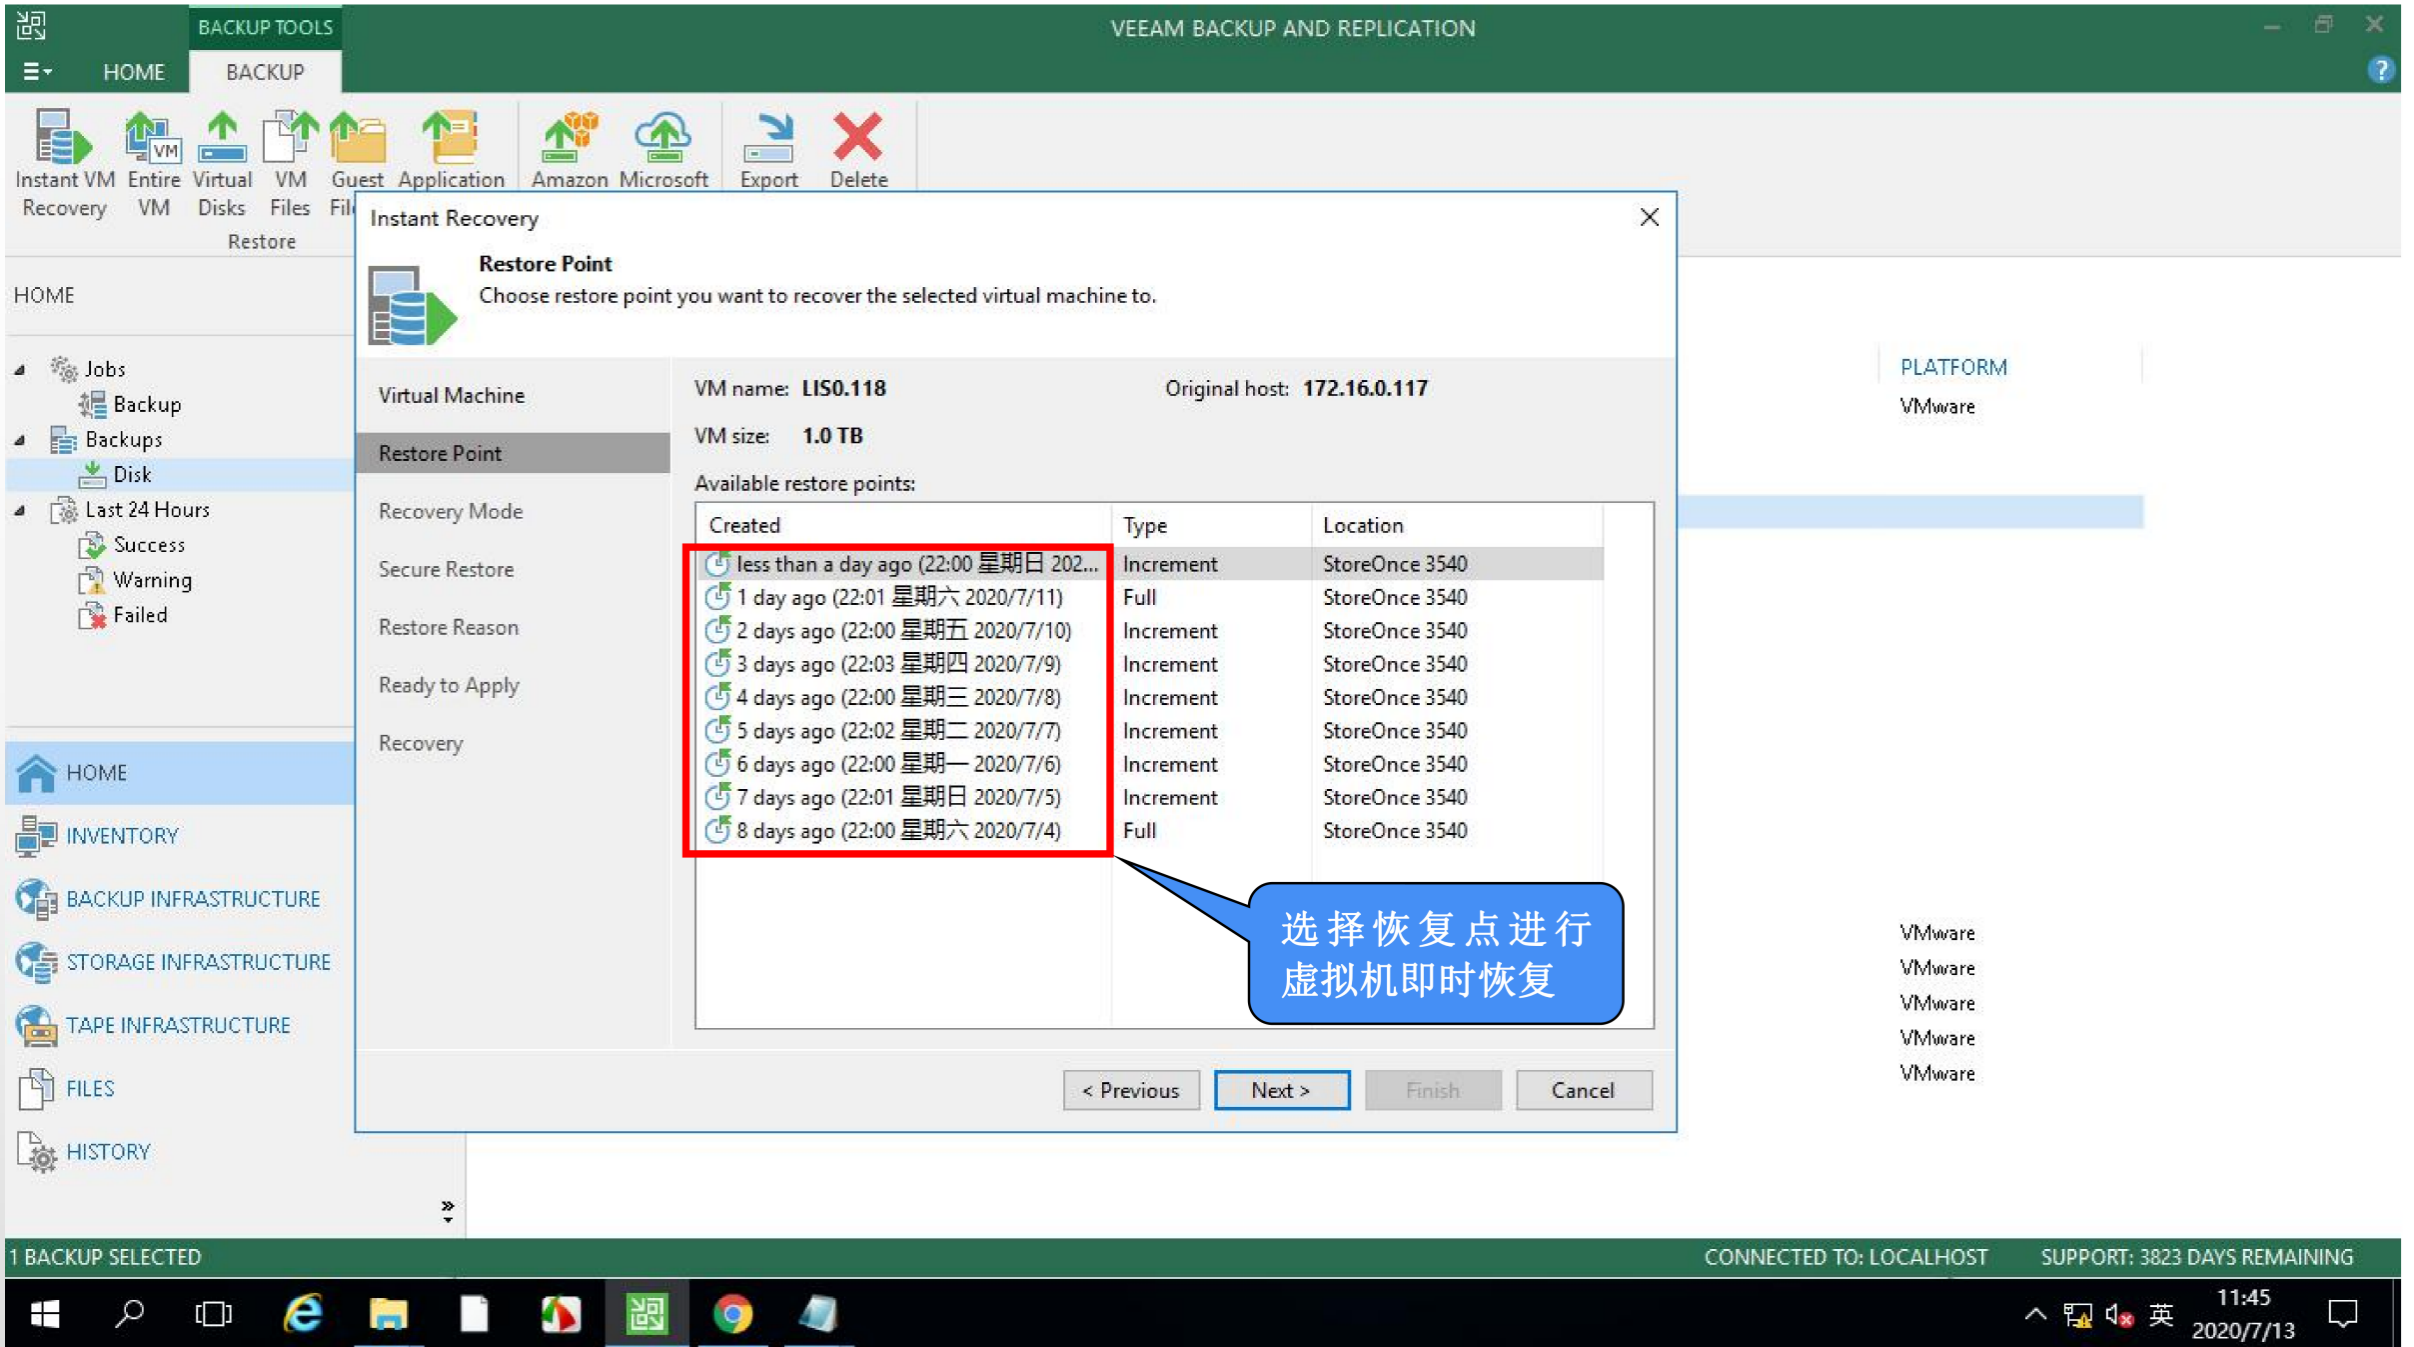 BACKUP TOOLS
VEEAM BACKUP AND REPLICATION
HOME
BACKUP
Instant VM Recovery
Entire VM
Virtual Disks
VM Files
Guest
Application
Amazon
Microsoft
Export
Delete
Restore
HOME
Jobs
Backup
Backups
Disk
Last 24 Hours
Success
Warning
Failed
HOME
INVENTORY
BACKUP INFRASTRUCTURE
STORAGE INFRASTRUCTURE
TAPE INFRASTRUCTURE
FILES
HISTORY
Instant Recovery
Restore Point
Choose restore point you want to recover the selected virtual machine to.
Virtual Machine
Restore Point
Recovery Mode
Secure Restore
Restore Reason
Ready to Apply
Recovery
VM name: LIS0.118
Original host: 172.16.0.117
VM size: 1.0 TB
Available restore points:
Created Type Location
less than a day ago (22:00 星期日 202... Increment StoreOnce 3540
1 day ago (22:01 星期六 2020/7/11) Full StoreOnce 3540
2 days ago (22:00 星期五 2020/7/10) Increment StoreOnce 3540
3 days ago (22:03 星期四 2020/7/9) Increment StoreOnce 3540
4 days ago (22:00 星期三 2020/7/8) Increment StoreOnce 3540
5 days ago (22:02 星期二 2020/7/7) Increment StoreOnce 3540
6 days ago (22:00 星期一 2020/7/6) Increment StoreOnce 3540
7 days ago (22:01 星期日 2020/7/5) Increment StoreOnce 3540
8 days ago (22:00 星期六 2020/7/4) Full StoreOnce 3540
选择恢复点进行
虚拟机即时恢复
< Previous
Next >
Finish
Cancel
PLATFORM
VMware
VMware
VMware
VMware
VMware
VMware
1 BACKUP SELECTED
CONNECTED TO: LOCALHOST
SUPPORT: 3823 DAYS REMAINING
英
11:45
2020/7/13